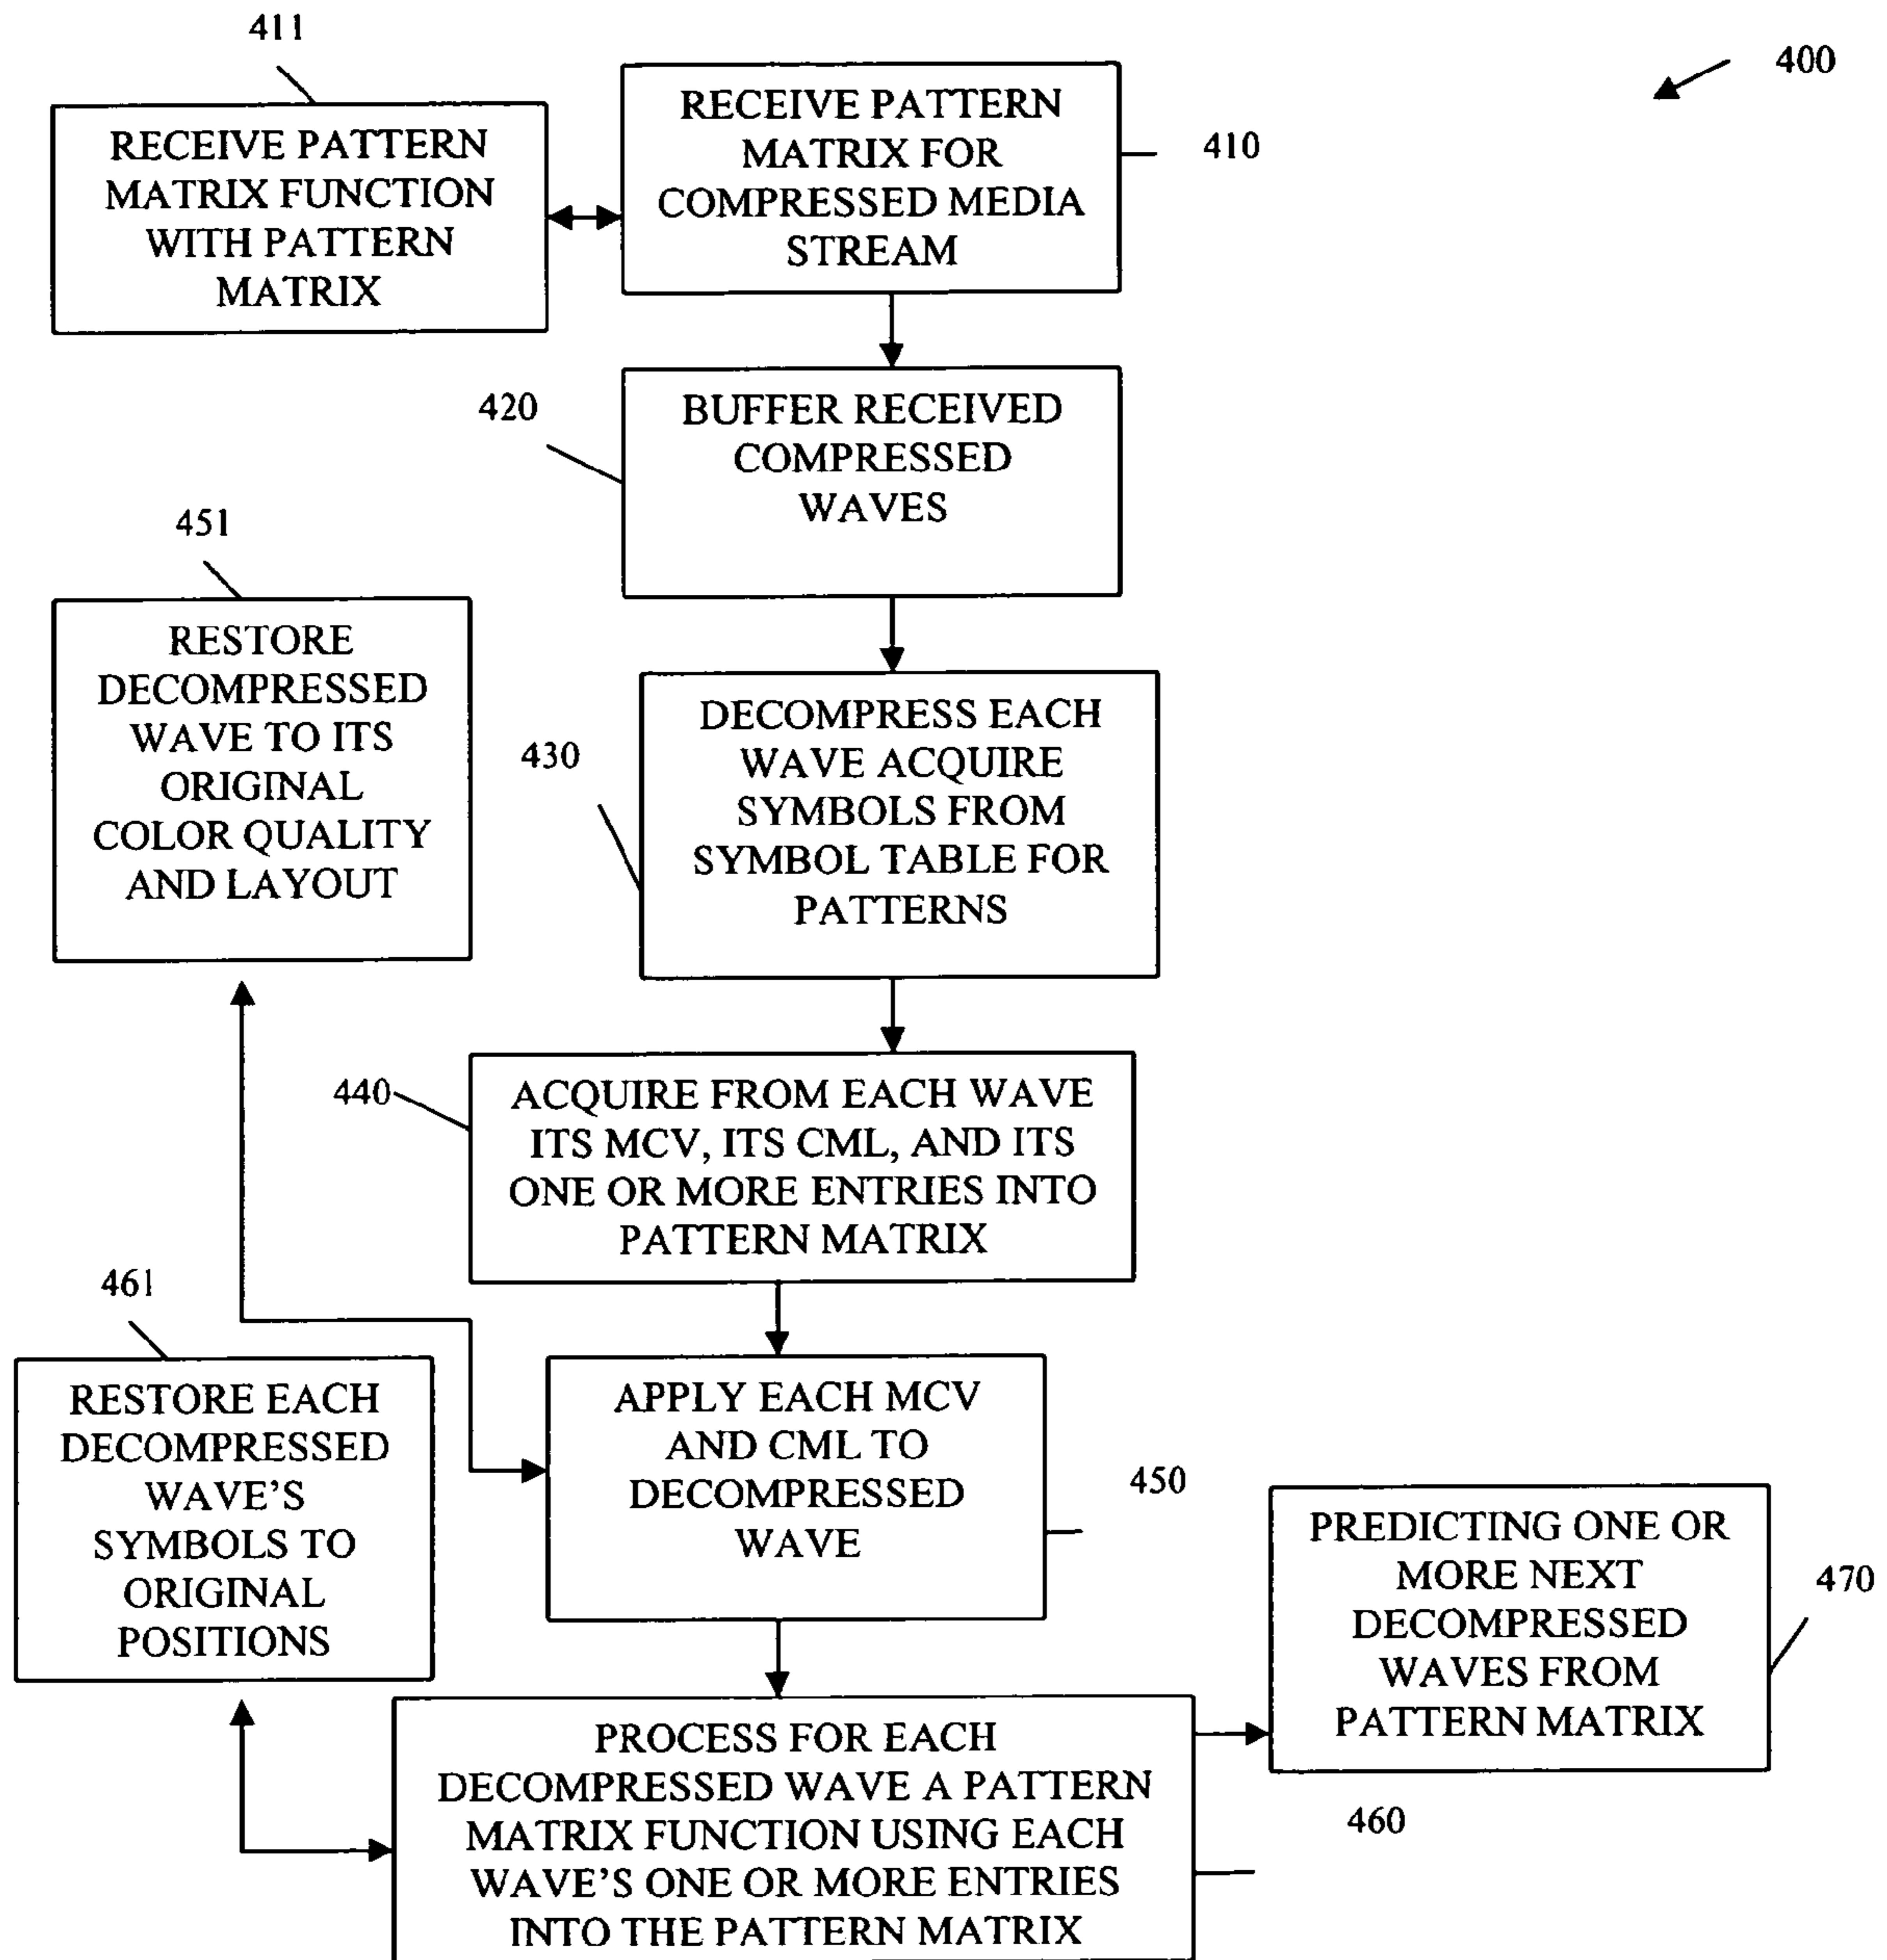 411
400
RECEIVE PATTERN
MATRIX FUNCTION
WITH PATTERN
MATRIX
RECEIVE PATTERN
MATRIX FOR
COMPRESSED MEDIA
STREAM
410
420
BUFFER RECEIVED
COMPRESSED
WAVES
451
RESTORE
DECOMPRESSED
WAVE TO ITS
ORIGINAL
COLOR QUALITY
AND LAYOUT
430
DECOMPRESS EACH
WAVE ACQUIRE
SYMBOLS FROM
SYMBOL TABLE FOR
PATTERNS
440
ACQUIRE FROM EACH WAVE
ITS MCV, ITS CML, AND ITS
ONE OR MORE ENTRIES INTO
PATTERN MATRIX
461
RESTORE EACH
DECOMPRESSED
WAVE'S
SYMBOLS TO
ORIGINAL
POSITIONS
APPLY EACH MCV
AND CML TO
DECOMPRESSED
WAVE
450
PREDICTING ONE OR
MORE NEXT
DECOMPRESSED
WAVES FROM
PATTERN MATRIX
470
PROCESS FOR EACH
DECOMPRESSED WAVE A PATTERN
MATRIX FUNCTION USING EACH
WAVE'S ONE OR MORE ENTRIES
INTO THE PATTERN MATRIX
460